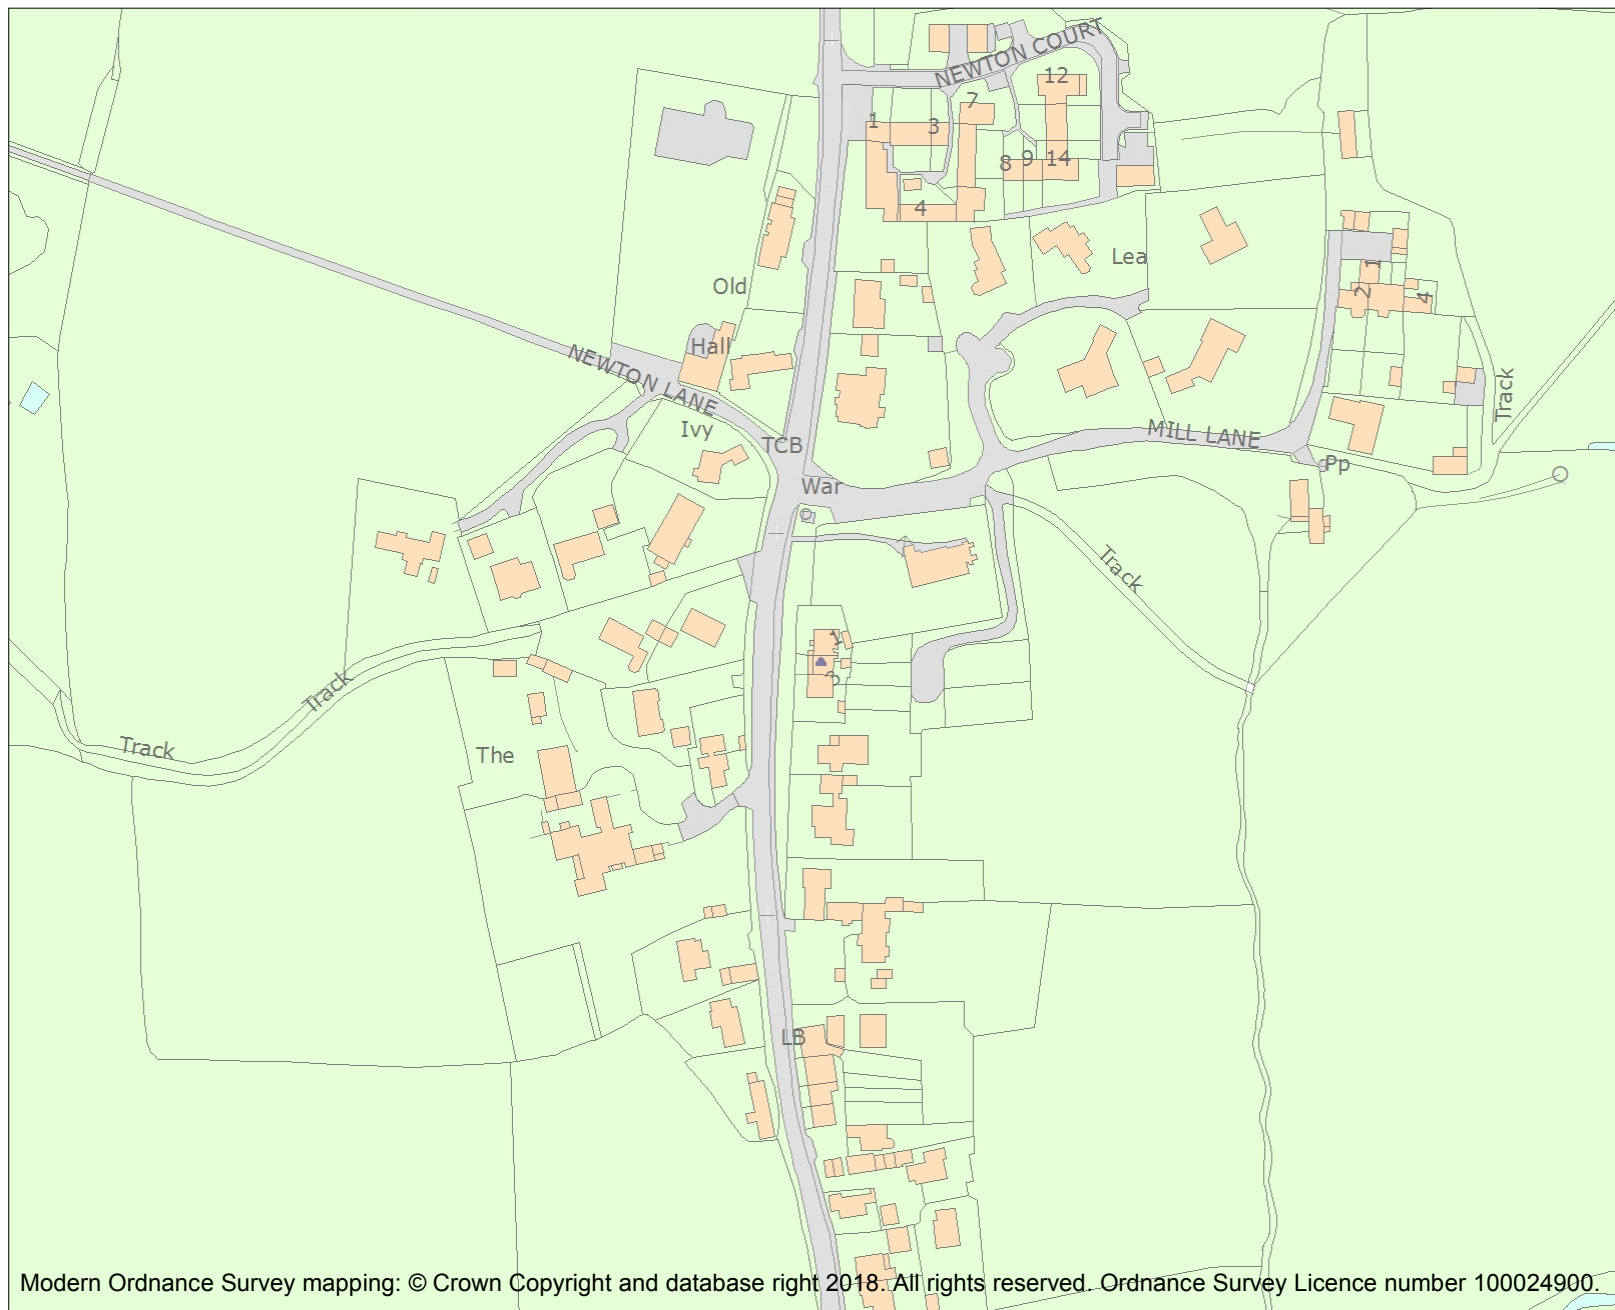 NEWTON COURT
12
7
1
3
8
9
14
4
Lea
Old
1
2
4
Hall
NEWTON LANE
Track
Ivy
TCB
MILL LANE
War
Pp
Track
1
3
Track
Track
The
LB
Modern Ordnance Survey mapping: © Crown Copyright and database right 2018. All rights reserved. Ordnance Survey Licence number 100024900.